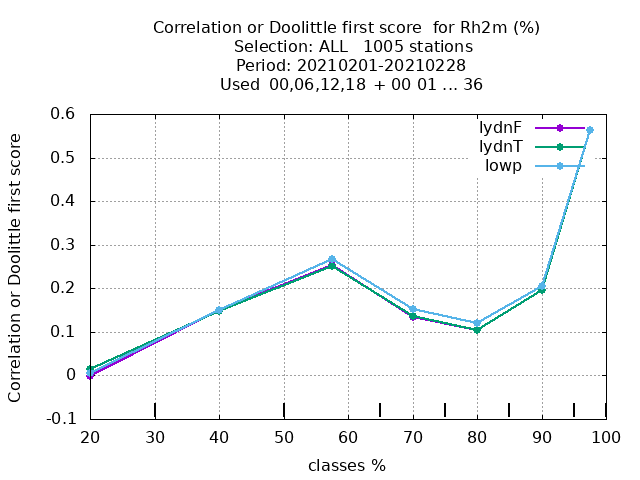 Correlation or Doolittle first score  for Rh2m (%)
Selection: ALL   1005 stations
Period: 20210201-20210228
Used  00,06,12,18  + 00 01 ... 36
lydnF
lydnT
lowp
0.6
0.5
0.4
0.3
0.2
0.1
0
-0.1
Correlation or Doolittle first score
20 30 40 50 60 70 80 90 100
classes %